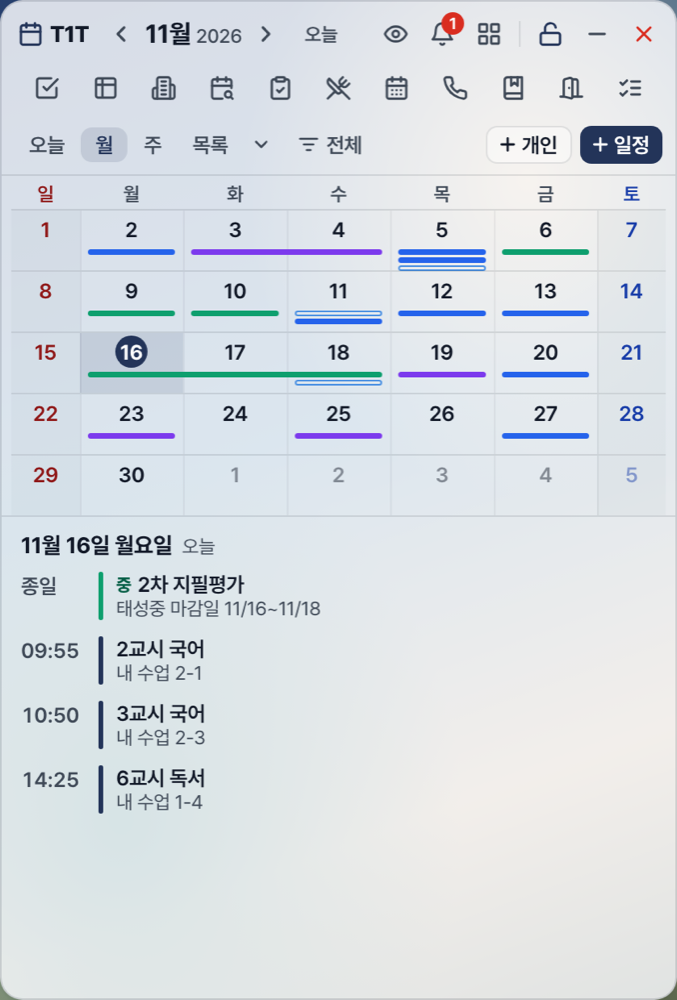 T1T 11월 2026 오늘 1
오늘 월 주 목록 전체 + 개인 + 일정
일 월 화 수 목 금 토
1 2 3 4 5 6 7
8 9 10 11 12 13 14
15 16 17 18 19 20 21
22 23 24 25 26 27 28
29 30 1 2 3 4 5
11월 16일 월요일 오늘
종일 중 2차 지필평가
태성중 마감일 11/16~11/18
09:55 2교시 국어
내 수업 2-1
10:50 3교시 국어
내 수업 2-3
14:25 6교시 독서
내 수업 1-4